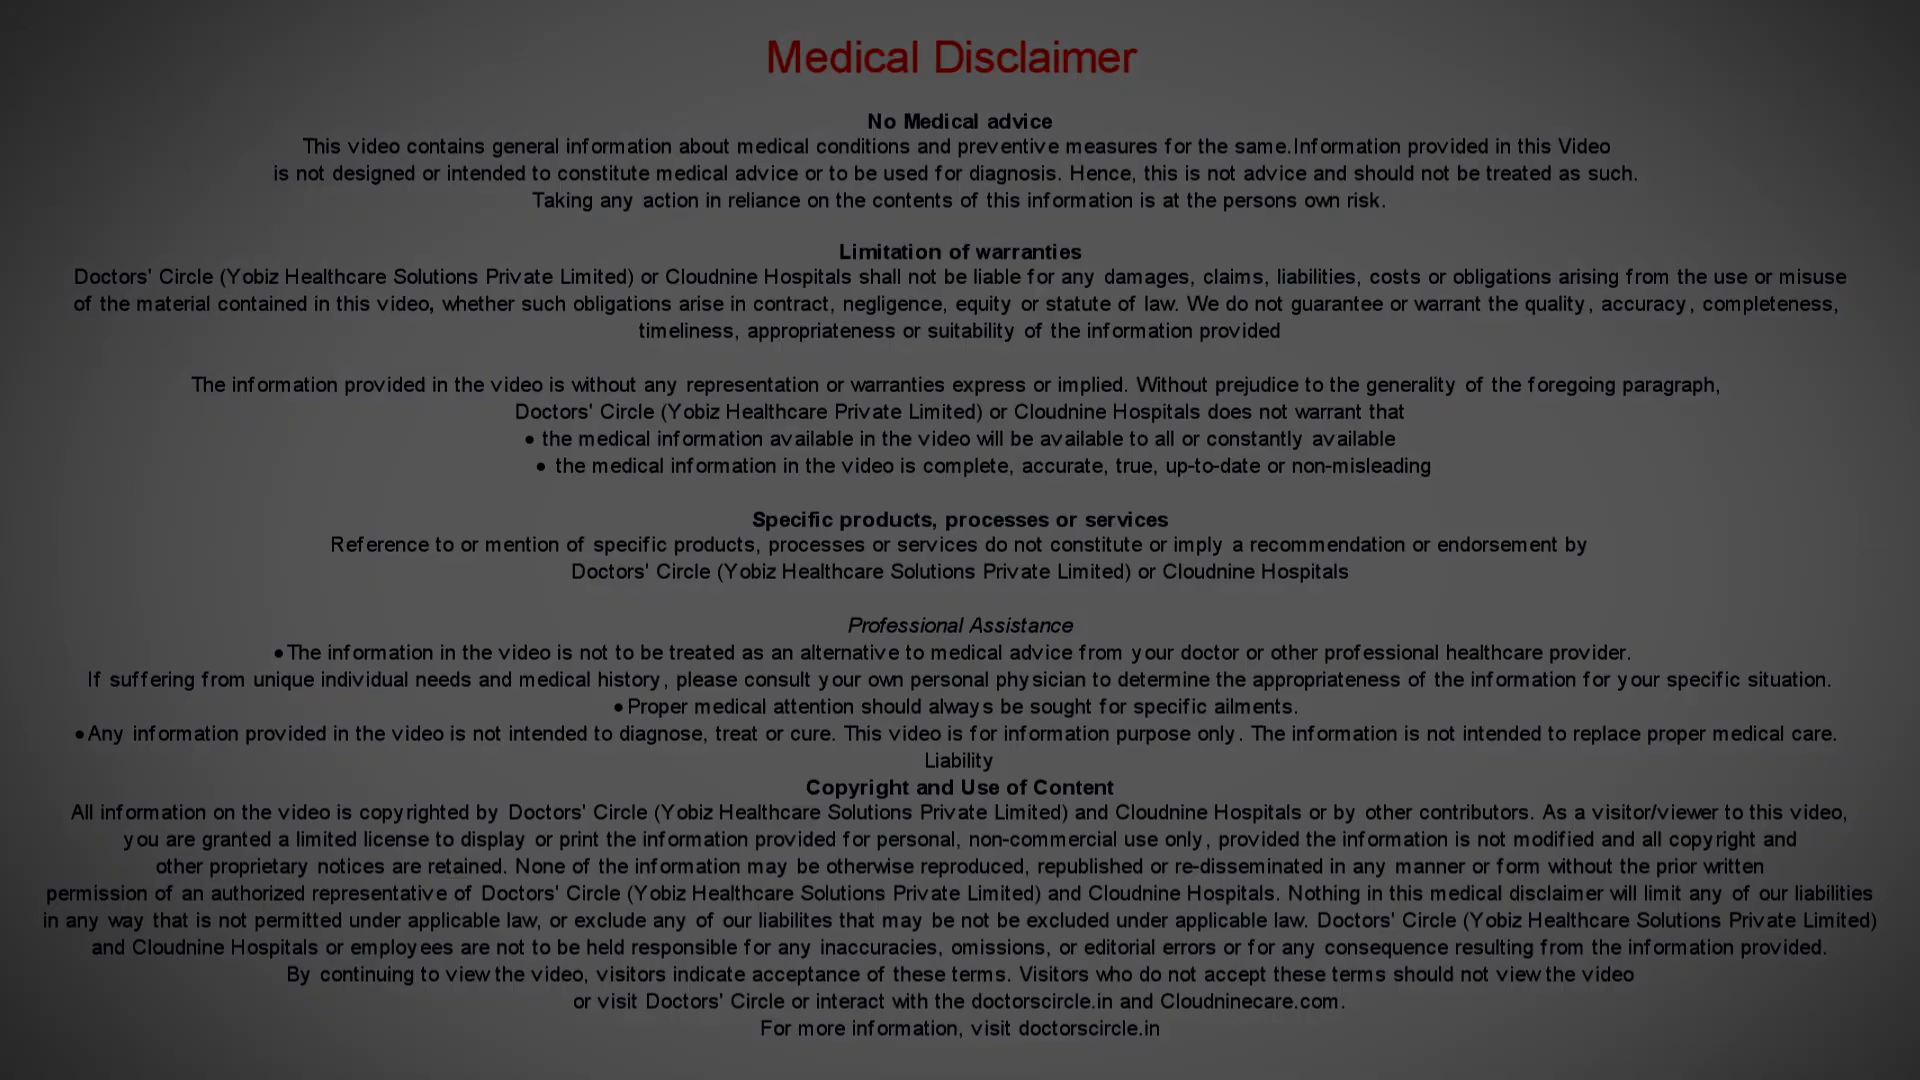 Medical Disclaimer
No Medical advice
This video contains general information about medical conditions and preventive measures for the same.Information provided in this Video
is not designed or intended to constitute medical advice or to be used for diagnosis. Hence, this is not advice and should not be treated as such.
Taking any action in reliance on the contents of this information is at the persons own risk.
Limitation of warranties
Doctors' Circle (Yobiz Healthcare Solutions Private Limited) or Cloudnine Hospitals shall not be liable for any damages, claims, liabilities, costs or obligations arising from the use or misuse
of the material contained in this video, whether such obligations arise in contract, negligence, equity or statute of law. We do not guarantee or warrant the quality, accuracy, completeness,
timeliness, appropriateness or suitability of the information provided
The information provided in the video is without any representation or warranties express or implied. Without prejudice to the generality of the foregoing paragraph,
Doctors' Circle (Yobiz Healthcare Private Limited) or Cloudnine Hospitals does not warrant that
• the medical information available in the video will be available to all or constantly available
• the medical information in the video is complete, accurate, true, up-to-date or non-misleading
Specific products, processes or services
Reference to or mention of specific products, processes or services do not constitute or imply a recommendation or endorsement by
Doctors' Circle (Yobiz Healthcare Solutions Private Limited) or Cloudnine Hospitals
Professional Assistance
•The information in the video is not to be treated as an alternative to medical advice from your doctor or other professional healthcare provider.
If suffering from unique individual needs and medical history, please consult your own personal physician to determine the appropriateness of the information for your specific situation.
•Proper medical attention should always be sought for specific ailments.
•Any information provided in the video is not intended to diagnose, treat or cure. This video is for information purpose only. The information is not intended to replace proper medical care.
Liability
Copyright and Use of Content
All information on the video is copyrighted by Doctors' Circle (Yobiz Healthcare Solutions Private Limited) and Cloudnine Hospitals or by other contributors. As a visitor/viewer to this video,
you are granted a limited license to display or print the information provided for personal, non-commercial use only, provided the information is not modified and all copyright and
other proprietary notices are retained. None of the information may be otherwise reproduced, republished or re-disseminated in any manner or form without the prior written
permission of an authorized representative of Doctors' Circle (Yobiz Healthcare Solutions Private Limited) and Cloudnine Hospitals. Nothing in this medical disclaimer will limit any of our liabilities
in any way that is not permitted under applicable law, or exclude any of our liabilites that may be not be excluded under applicable law. Doctors' Circle (Yobiz Healthcare Solutions Private Limited)
and Cloudnine Hospitals or employees are not to be held responsible for any inaccuracies, omissions, or editorial errors or for any consequence resulting from the information provided.
By continuing to view the video, visitors indicate acceptance of these terms. Visitors who do not accept these terms should not view the video
or visit Doctors' Circle or interact with the doctorscircle.in and Cloudninecare.com.
For more information, visit doctorscircle.in